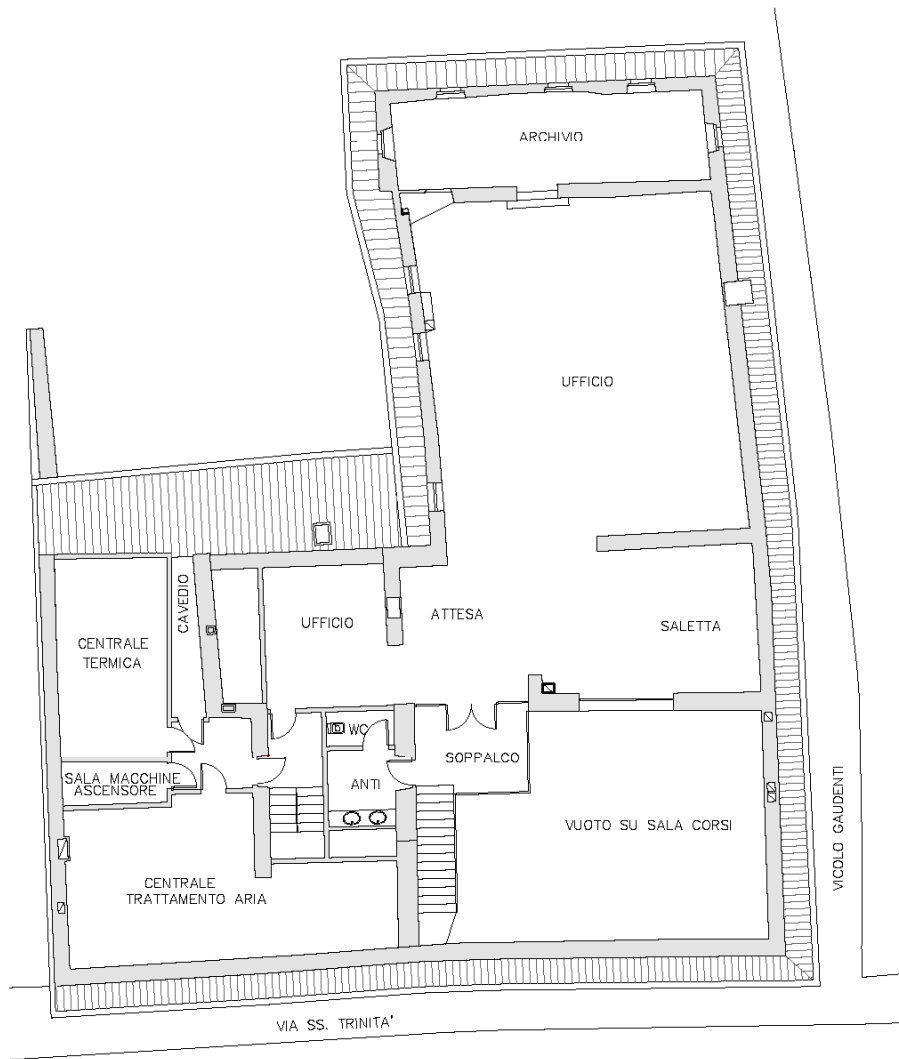 ARCHIVIO
UFFICIO
CAVEDIO
UFFICIO
ATTESA
SALETTA
CENTRALE
TERMICA
WC
SOPPALCO
SALA MACCHINE
ASCENSORE
ANTI
VUOTO SU SALA CORSI
CENTRALE
TRATTAMENTO ARIA
VICOLO GAUDENTI
VIA SS. TRINITA'